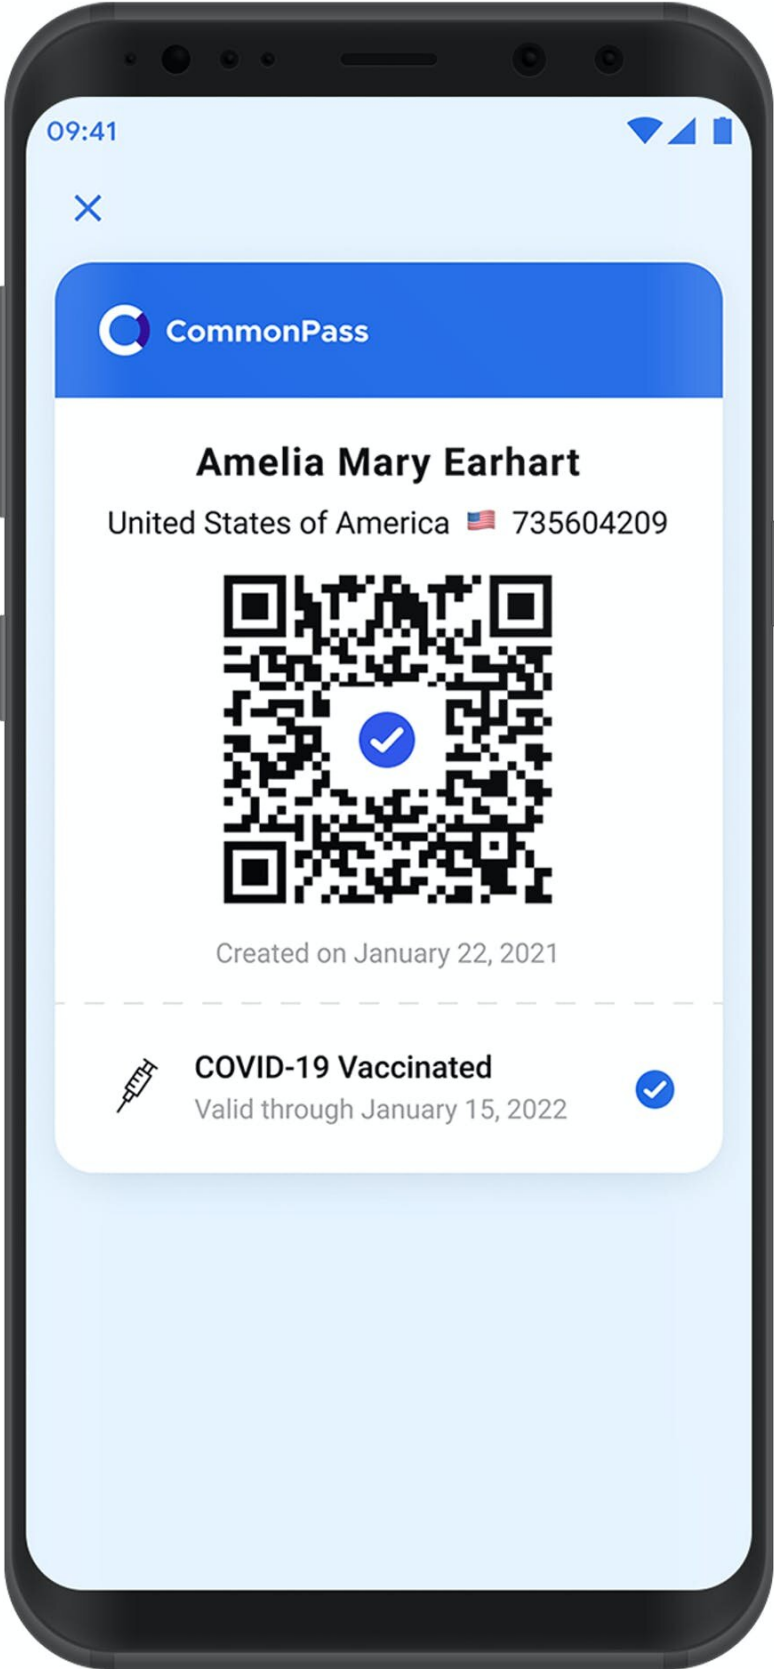 09:41
CommonPass
Amelia Mary Earhart
United States of America 🇺🇸 735604209
Created on January 22, 2021
COVID-19 Vaccinated
Valid through January 15, 2022